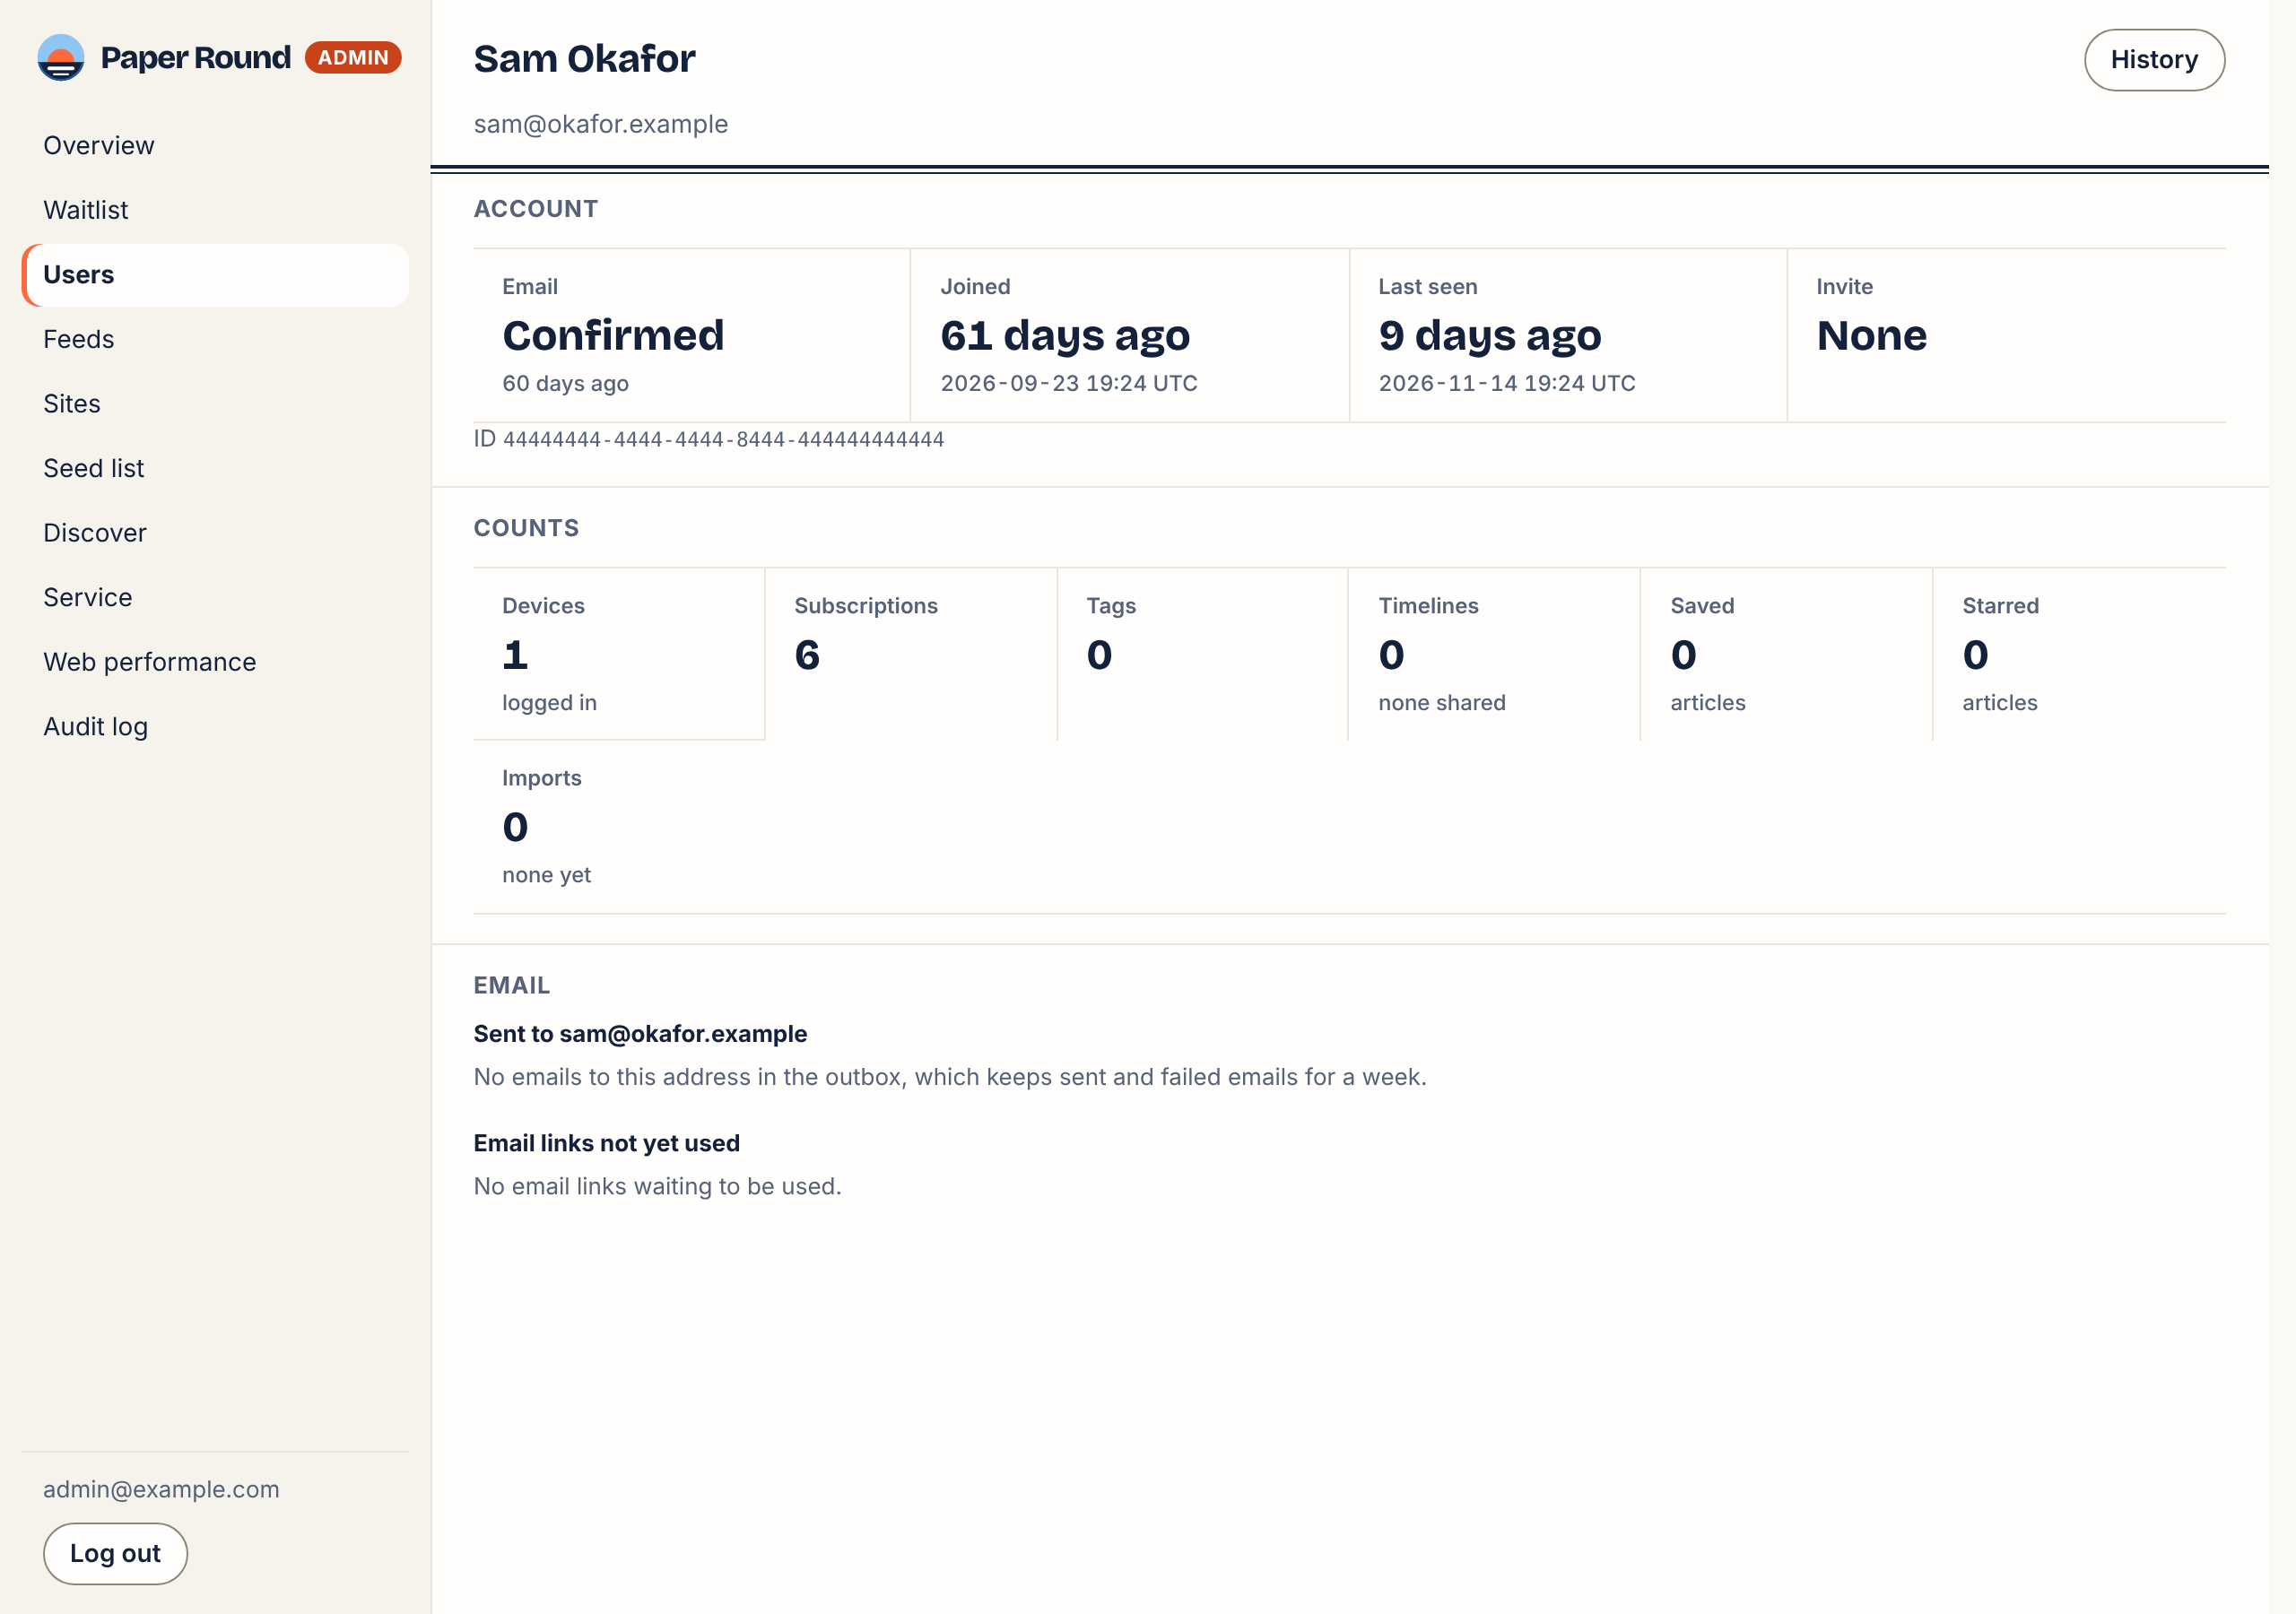 Paper Round ADMIN
Overview
Waitlist
Users
Feeds
Sites
Seed list
Discover
Service
Web performance
Audit log
admin@example.com
Log out
Sam Okafor
History
sam@okafor.example
ACCOUNT
Email
Confirmed
60 days ago
Joined
61 days ago
2026-09-23 19:24 UTC
Last seen
9 days ago
2026-11-14 19:24 UTC
Invite
None
ID 44444444-4444-4444-8444-444444444444
COUNTS
Devices
1
logged in
Subscriptions
6
Tags
0
Timelines
0
none shared
Saved
0
articles
Starred
0
articles
Imports
0
none yet
EMAIL
Sent to sam@okafor.example
No emails to this address in the outbox, which keeps sent and failed emails for a week.
Email links not yet used
No email links waiting to be used.